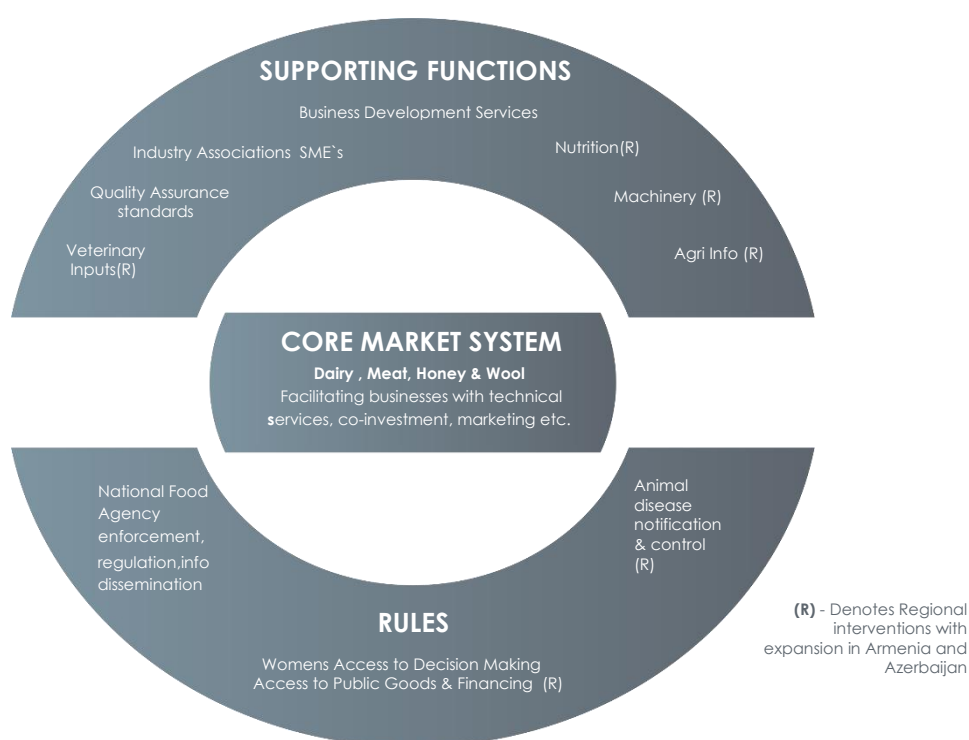 SUPPORTING FUNCTIONS
Business Development Services
Industry Associations SME`s
Nutrition(R)
Quality Assurance
standards
Machinery (R)
Veterinary
Inputs(R)
Agri Info (R)
CORE MARKET SYSTEM
Dairy , Meat, Honey & Wool
Facilitating businesses with technical
services, co-investment, marketing etc.
National Food
Agency
enforcement,
regulation,info
dissemination
Animal
disease
notification
& control
(R)
RULES
Womens Access to Decision Making
Access to Public Goods & Financing (R)
(R) - Denotes Regional
interventions with
expansion in Armenia and
Azerbaijan